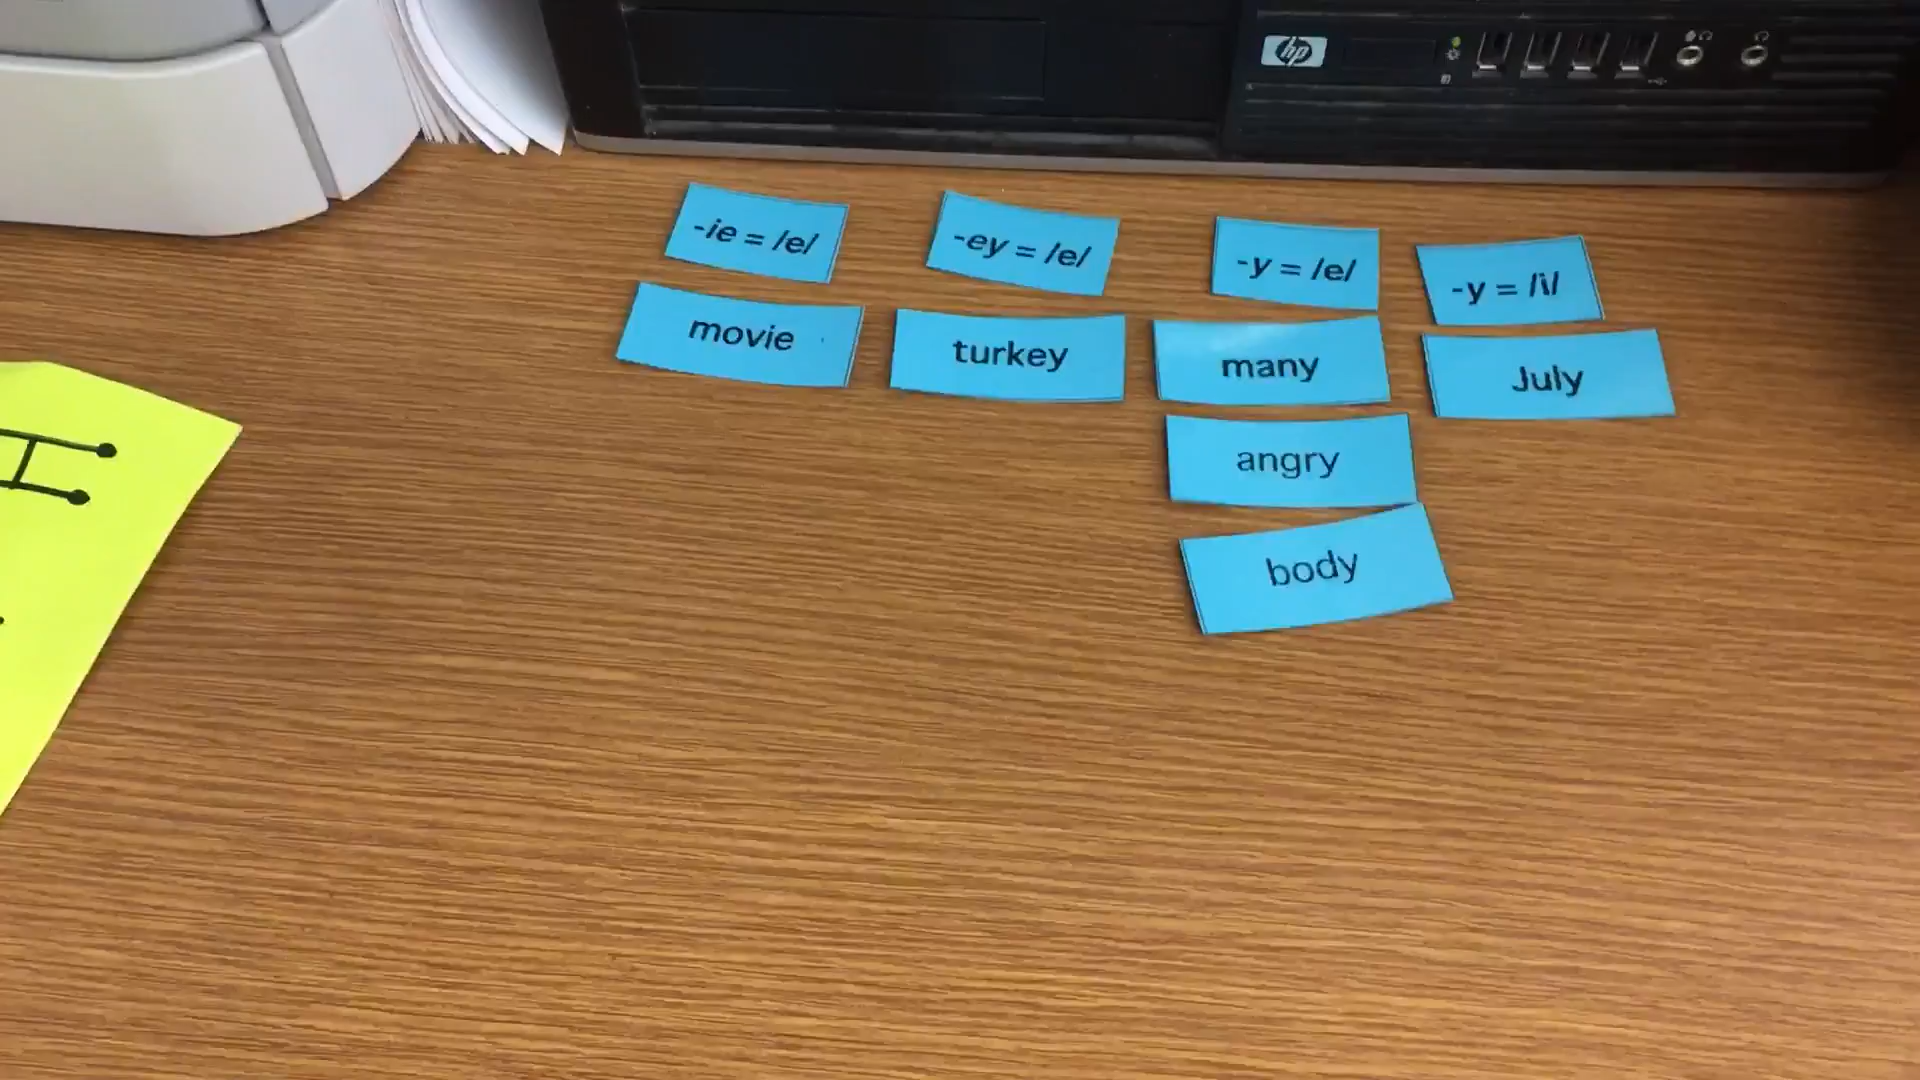 hp
-ie = /e/
-ey = /e/
-y = /e/
-y = /i/
movie
turkey
many
July
angry
body